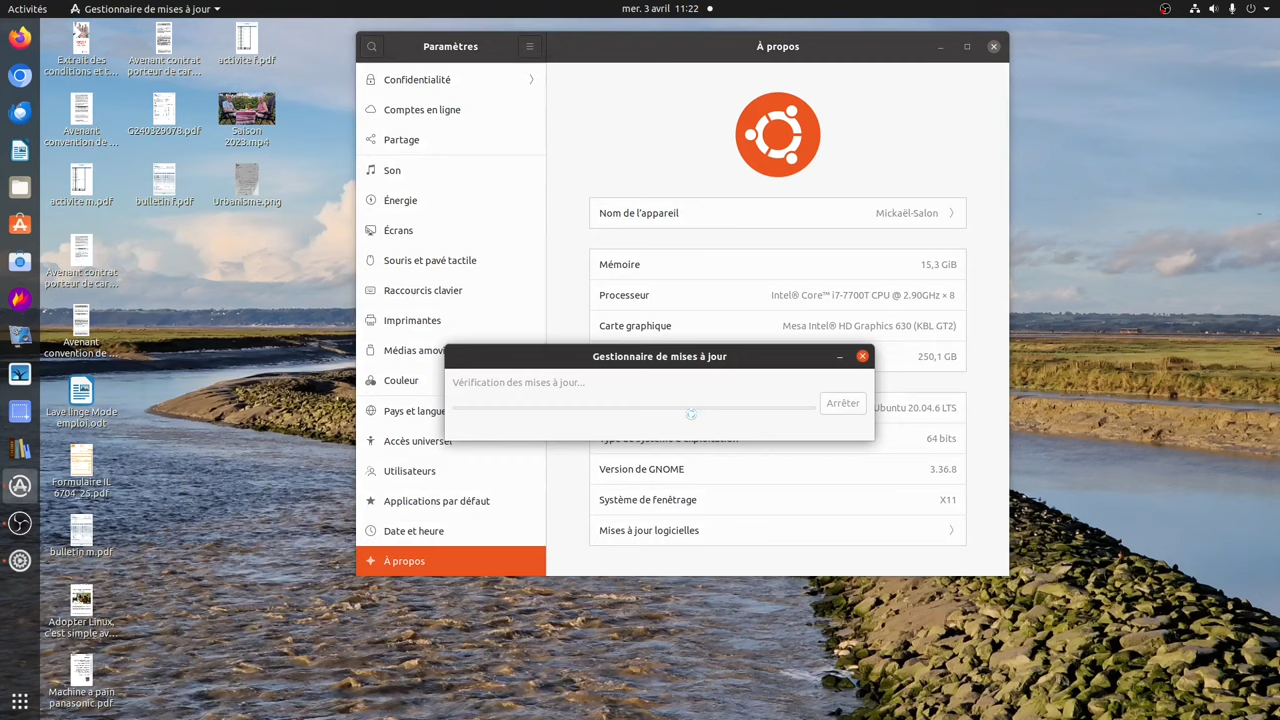 Activités
Gestionnaire de mises à jour
mer. 3 avril 11:22
Extrait des
conditions et t...
Avenant contrat
porteur de car...
activite f.pdf
Avenant
convention de ...
G240329078.pdf
Saison
2023.mp4
activite m.pdf
bulletin f.pdf
Urbanisme.png
Avenant contrat
porteur de car...
Avenant
convention de ...
Lave linge Mode
emploi.odt
Formulaire IL
6704_25.pdf
bulletin m.pdf
Adopter Linux,
c'est simple av...
Machine a pain
panasonic.pdf
Paramètres
À propos
Confidentialité
Comptes en ligne
Partage
Son
Énergie
Écrans
Souris et pavé tactile
Raccourcis clavier
Imprimantes
Médias amovi
Couleur
Pays et langue
Accès universel
Utilisateurs
Applications par défaut
Date et heure
À propos
Nom de l'appareil
Mickaël-Salon
Mémoire
15,3 GiB
Processeur
Intel® Core™ i7-7700T CPU @ 2.90GHz × 8
Carte graphique
Mesa Intel® HD Graphics 630 (KBL GT2)
250,1 GB
Gestionnaire de mises à jour
Vérification des mises à jour...
Arrêter
Ubuntu 20.04.6 LTS
Type de système d'exploitation
64 bits
Version de GNOME
3.36.8
Système de fenêtrage
X11
Mises à jour logicielles